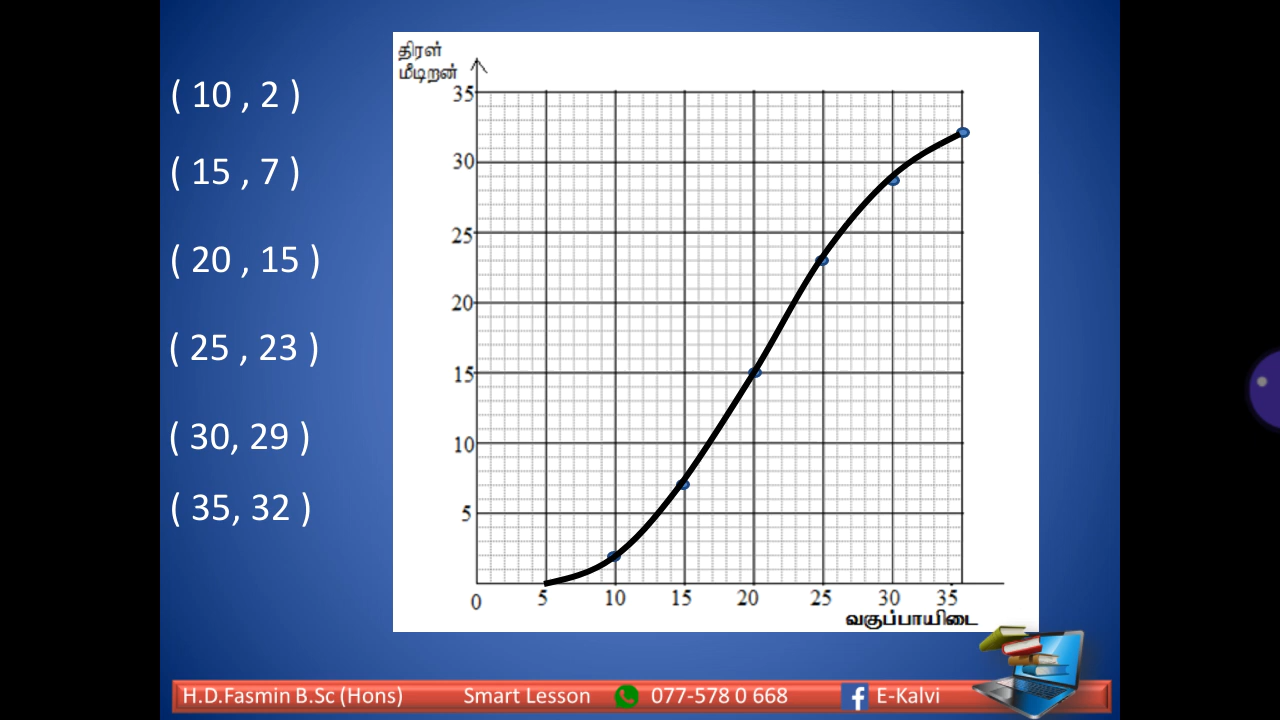 ( 10 , 2 )
( 15 , 7 )
( 20 , 15 )
( 25 , 23 )
( 30, 29 )
( 35, 32 )
திரள்
மீடிறன்
35
30
25
20
15
10
5
0
5 10 15 20 25 30 35
வகுப்பாயிடை
H.D.Fasmin B.Sc (Hons) Smart Lesson 077-578 0 668 E-Kalvi